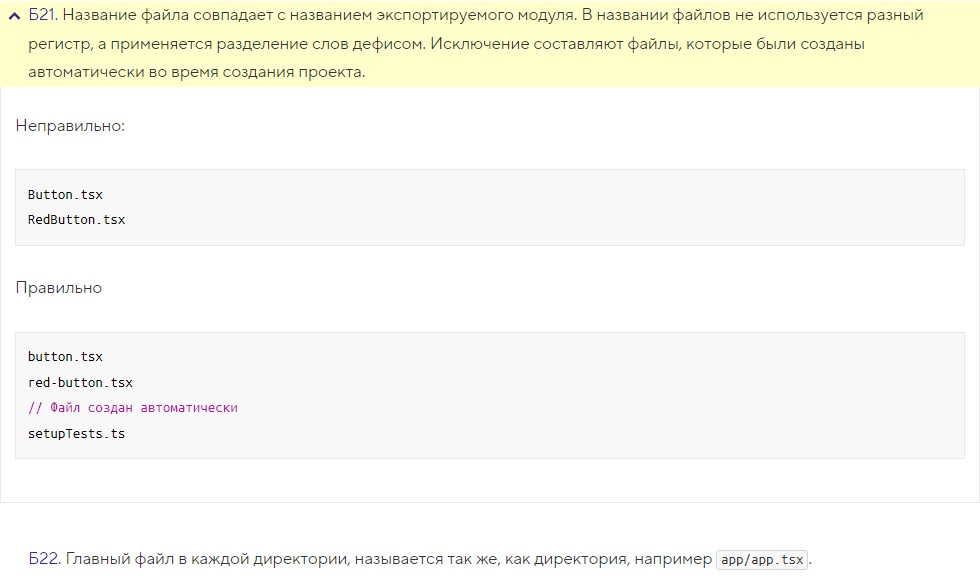 Б21. Название файла совпадает с названием экспортируемого модуля. В названии файлов не используется разный
регистр, а применяется разделение слов дефисом. Исключение составляют файлы, которые были созданы
автоматически во время создания проекта.
Неправильно:
Button.tsx
RedButton.tsx
Правильно
button.tsx
red-button.tsx
// Файл создан автоматически
setupTests.ts
Б22. Главный файл в каждой директории, называется так же, как директория, например app/app.tsx.